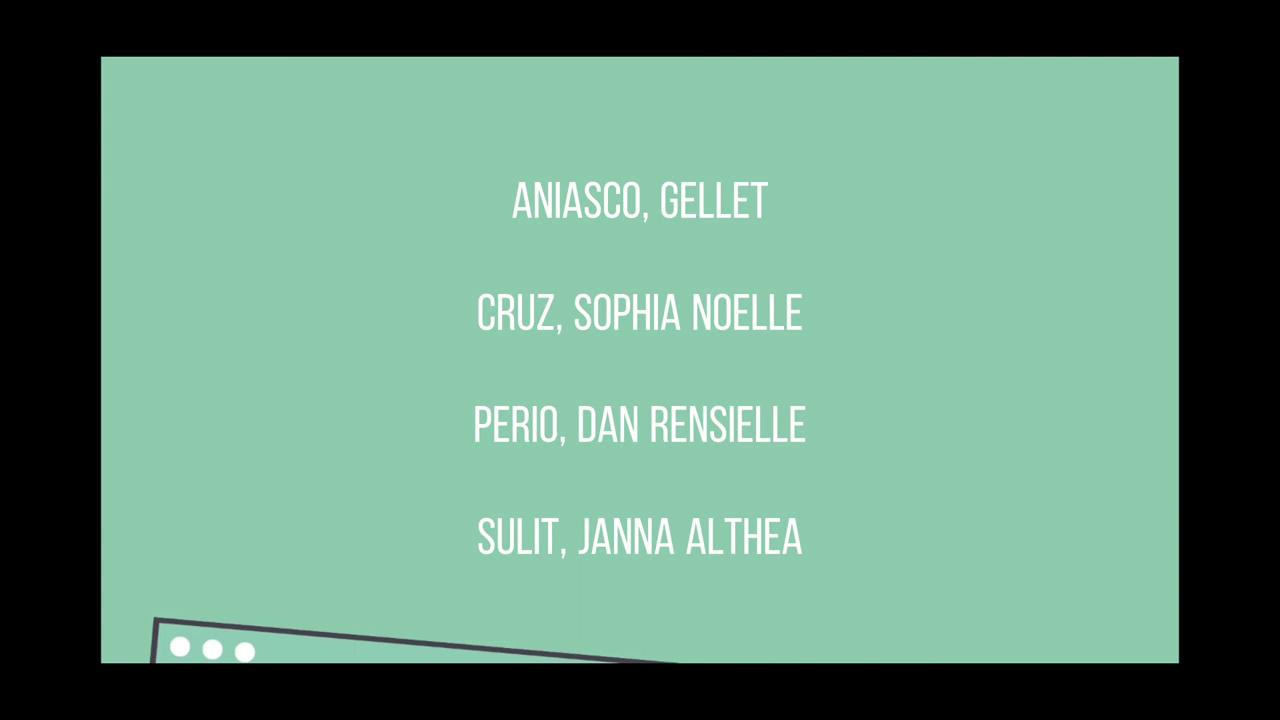 ANIASCO, GELLET
CRUZ, SOPHIA NOELLE
PERIO, DAN RENSIELLE
SULIT, JANNA ALTHEA